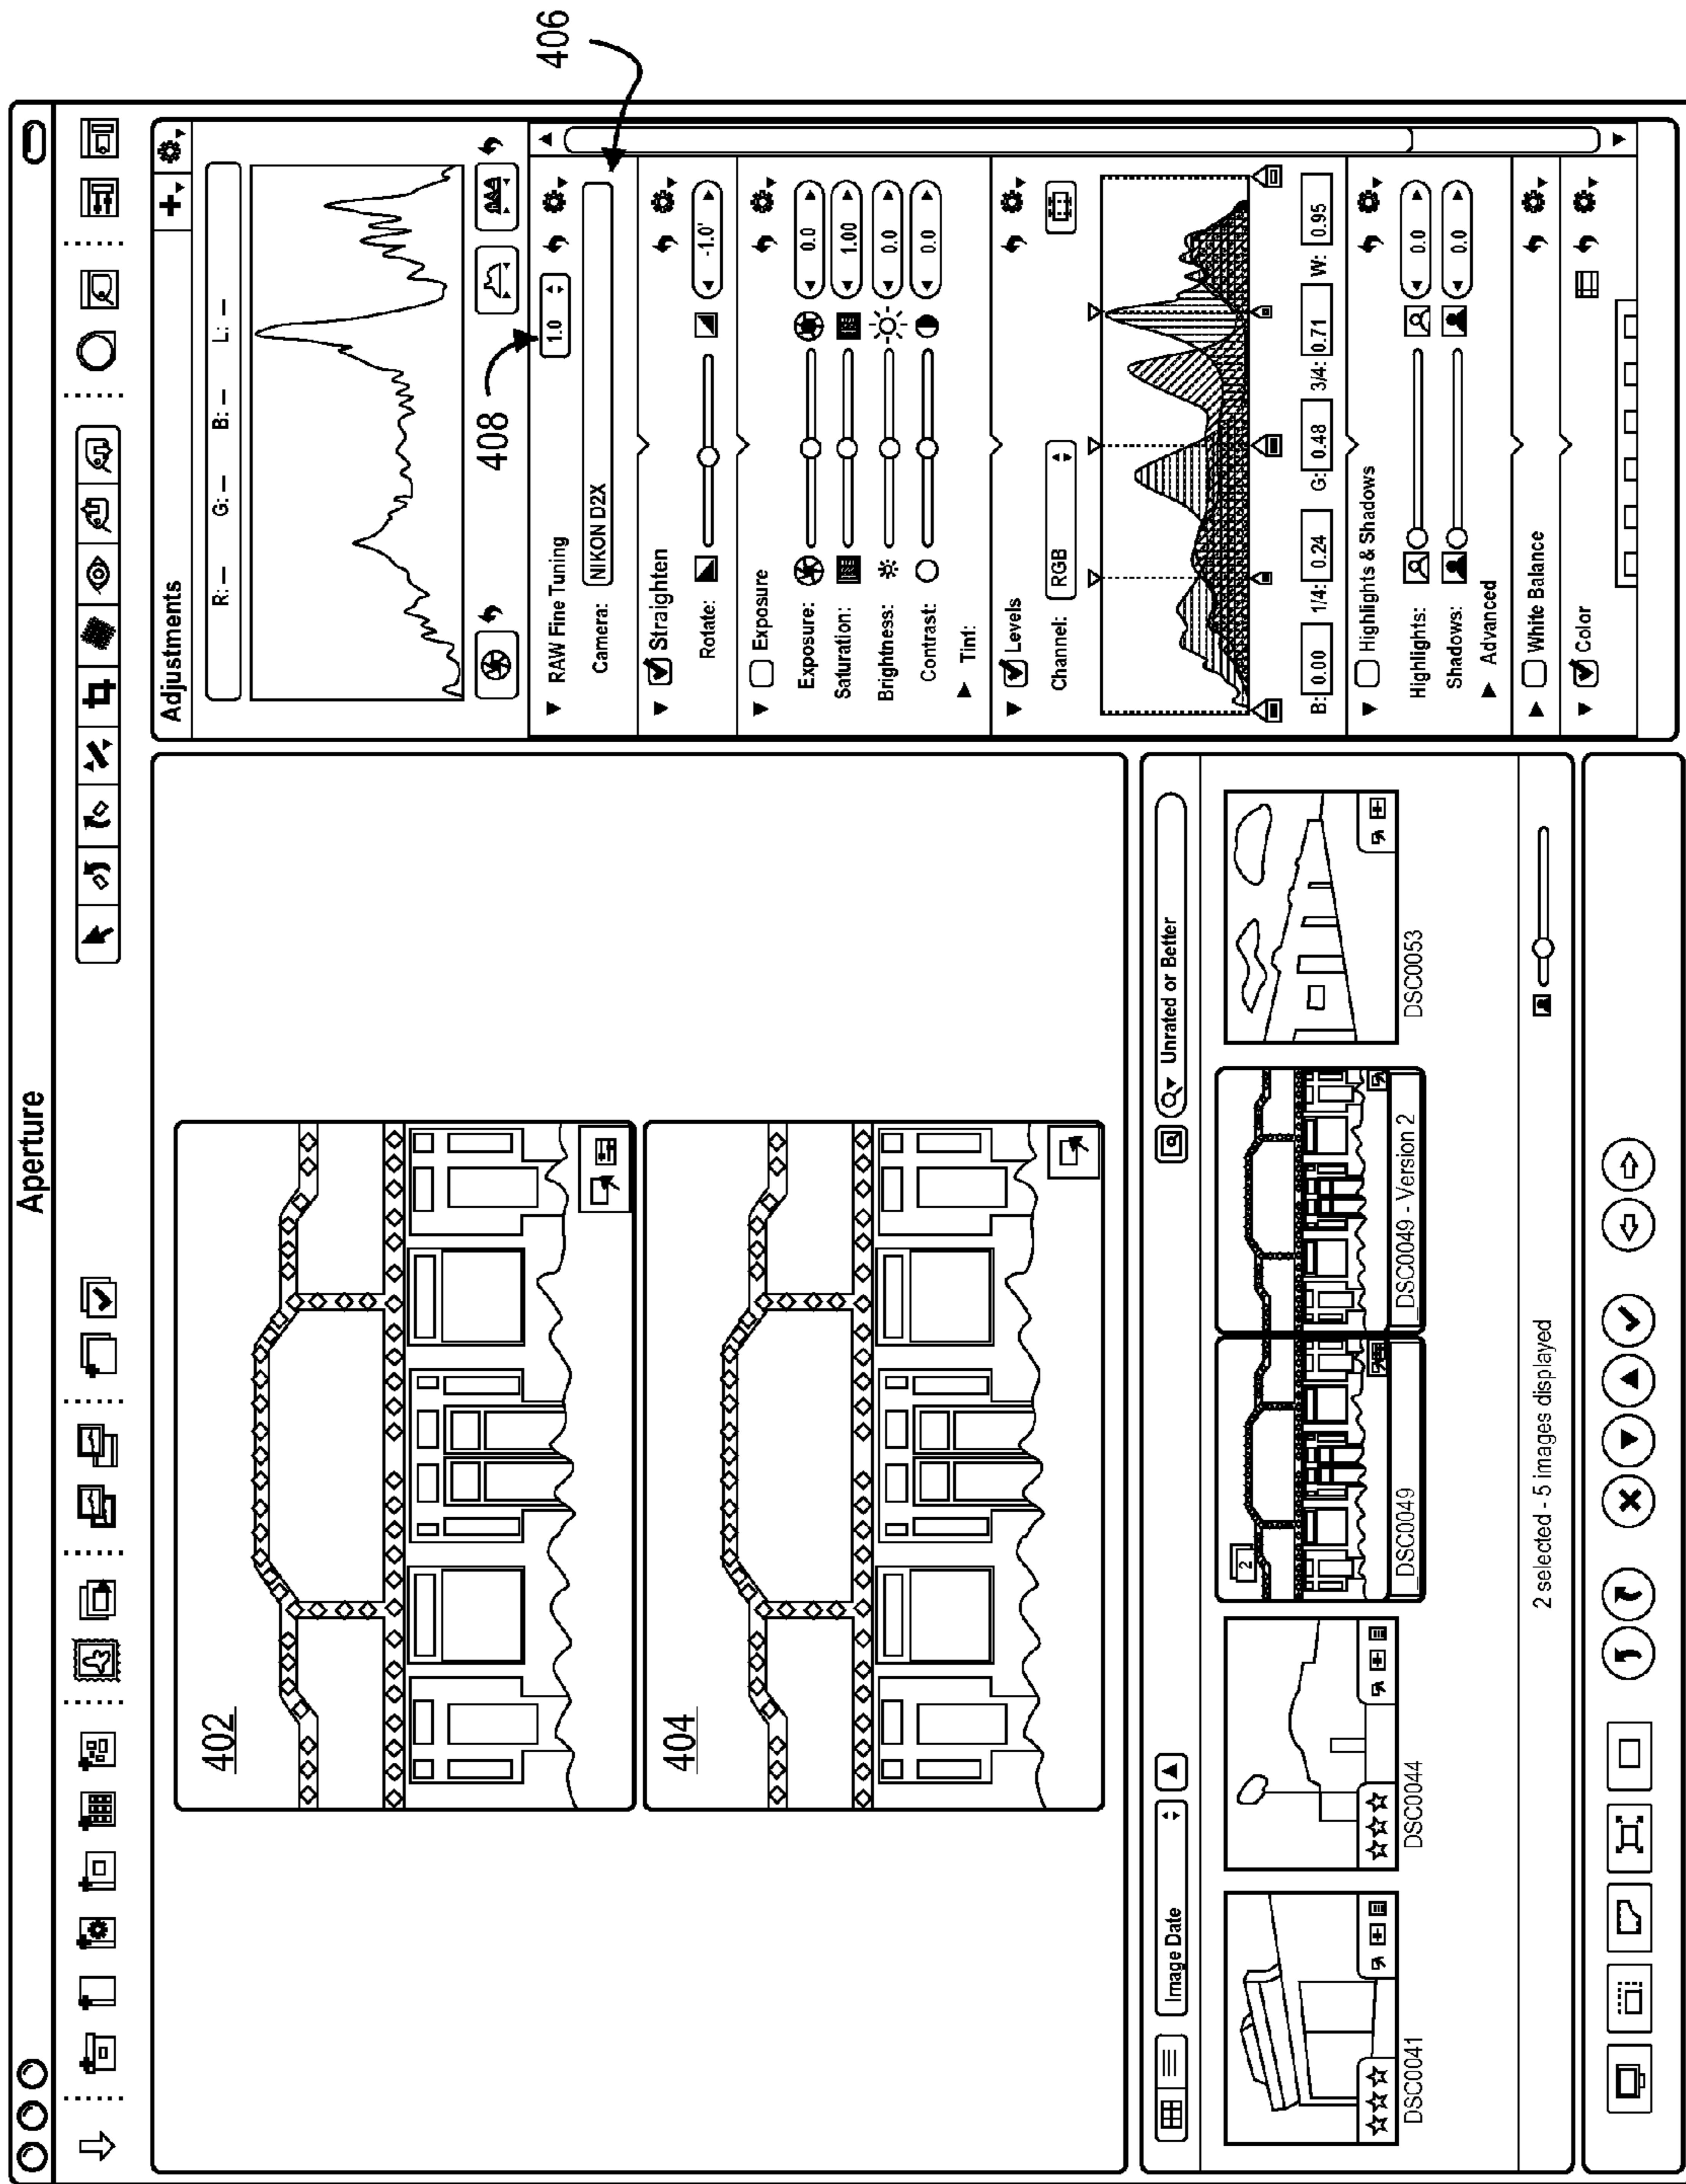 Aperture
402
404
Image Date
Unrated or Better
DSC0041
DSC0044
2
_DSC0049
_DSC0049 - Version 2
DSC0053
2 selected - 5 images displayed
Adjustments
R: — G: — B: — L: —
408
406
RAW Fine Tuning 1.0
Camera: NIKON D2X
Straighten
Rotate: -1.0'
Exposure
Exposure: 0.0
Saturation: 1.00
Brightness: 0.0
Contrast: 0.0
Tint:
Levels
Channel: RGB
B: 0.00 1/4: 0.24 G: 0.48 3/4: 0.71 W: 0.95
Highlights & Shadows
Highlights: 0.0
Shadows: 0.0
Advanced
White Balance
Color